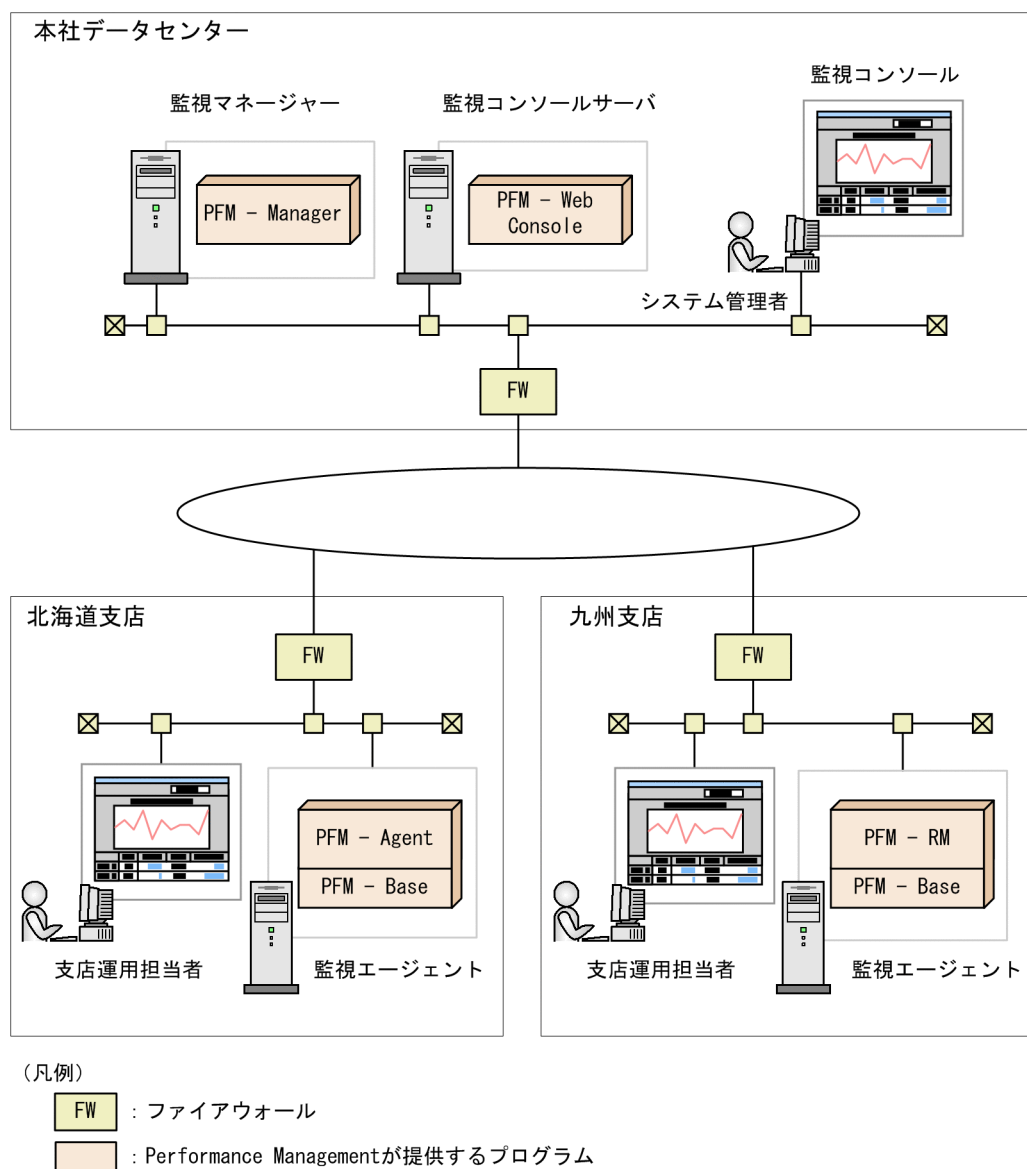 本社データセンター
監視コンソール
監視マネージャー
監視コンソールサーバ
PFM － Manager
PFM － Web
Console
システム管理者
FW
北海道支店
九州支店
FW
FW
PFM － Agent
PFM － Base
PFM － RM
PFM － Base
支店運用担当者
監視エージェント
支店運用担当者
監視エージェント
（凡例）
FW ：ファイアウォール
：Performance Managementが提供するプログラム